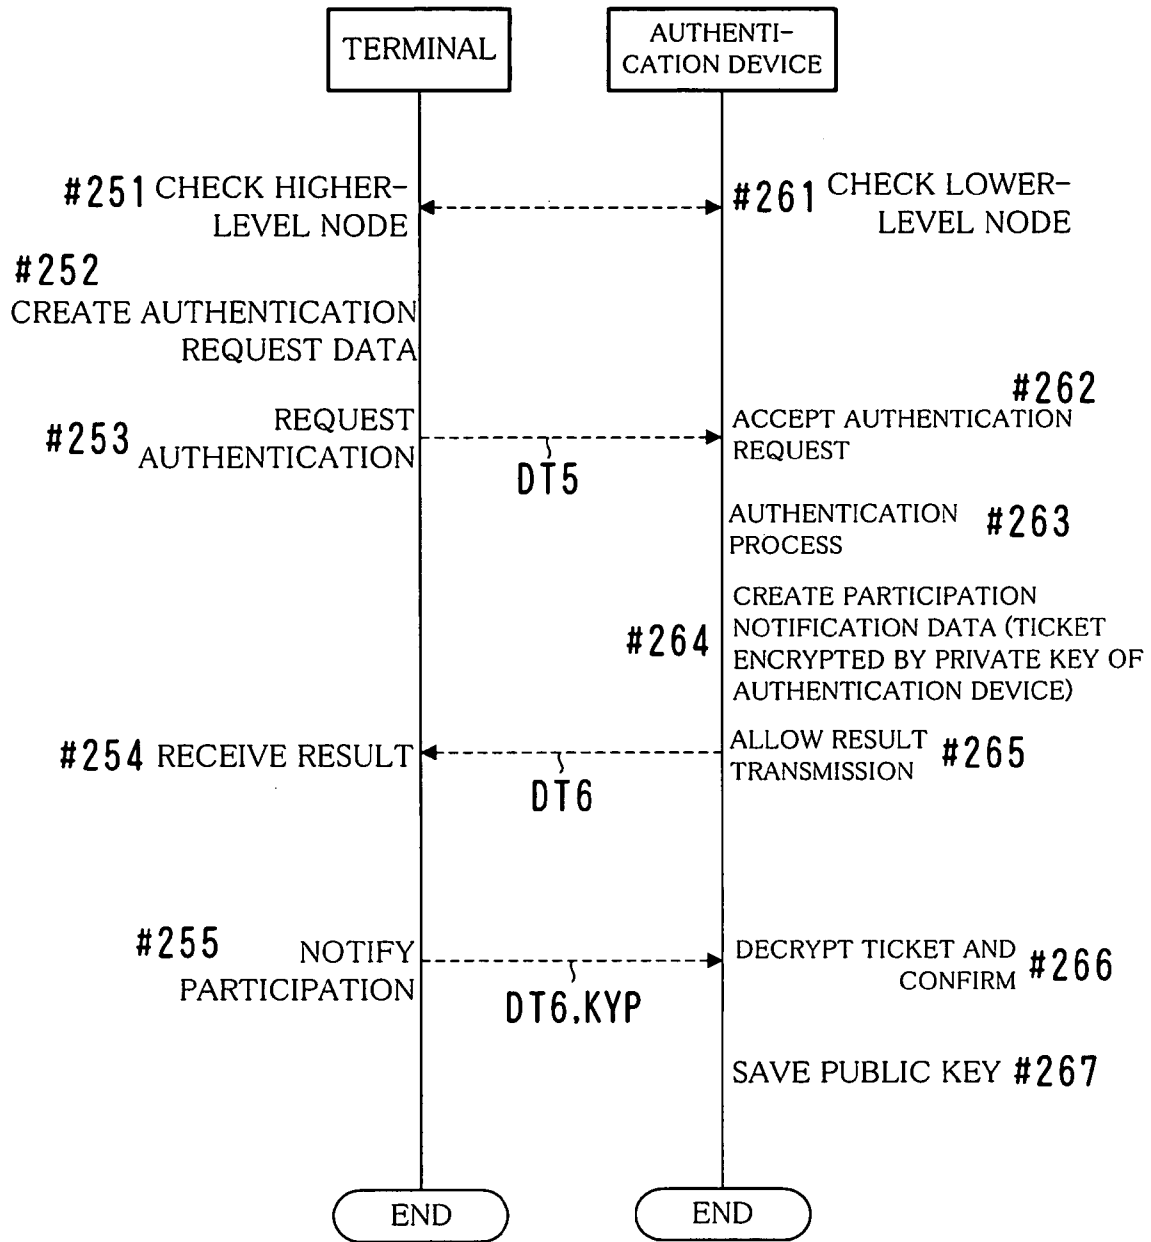 TERMINAL
AUTHENTI-
CATION DEVICE
#251 CHECK HIGHER-
LEVEL NODE
#261 CHECK LOWER-
LEVEL NODE
#252
CREATE AUTHENTICATION
REQUEST DATA
#253 REQUEST
AUTHENTICATION
DT5
#262
ACCEPT AUTHENTICATION
REQUEST
AUTHENTICATION
PROCESS #263
#264
CREATE PARTICIPATION
NOTIFICATION DATA (TICKET
ENCRYPTED BY PRIVATE KEY OF
AUTHENTICATION DEVICE)
#254 RECEIVE RESULT
DT6
ALLOW RESULT
TRANSMISSION #265
#255 NOTIFY
PARTICIPATION
DT6,KYP
DECRYPT TICKET AND
CONFIRM #266
SAVE PUBLIC KEY #267
END
END